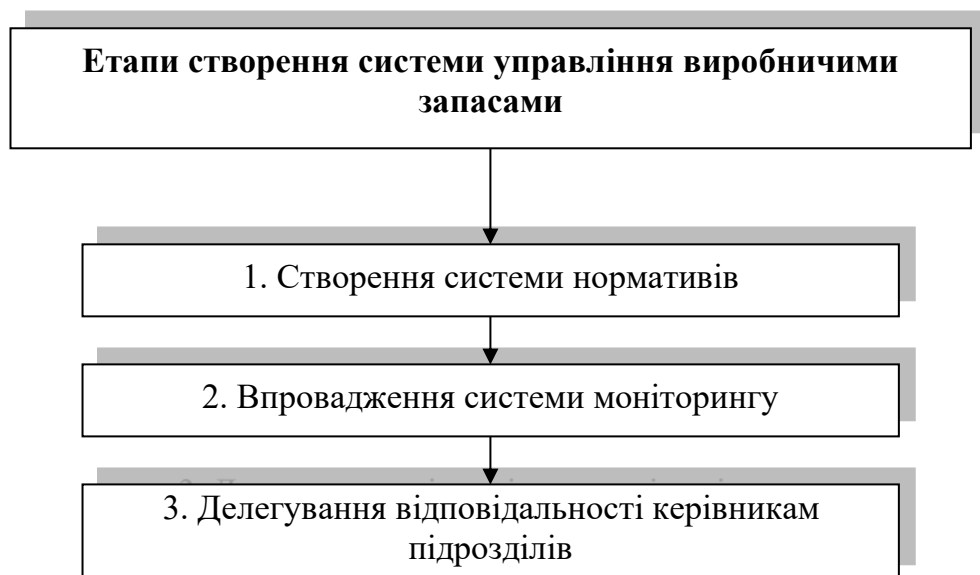 Етапи створення системи управління виробничими
запасами
1. Створення системи нормативів
2. Впровадження системи моніторингу
3. Делегування відповідальності керівникам
підрозділів